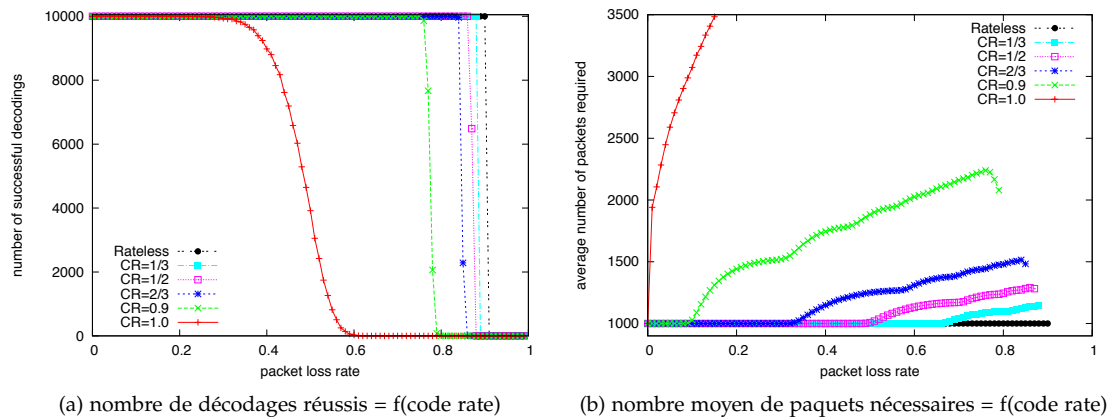 10000
8000
6000
4000
2000
0
number of successful decodings
Rateless
CR=1/3
CR=1/2
CR=2/3
CR=0.9
CR=1.0
0 0.2 0.4 0.6 0.8 1
packet loss rate
(a) nombre de décodages réussis = f(code rate)
3500
3000
2500
2000
1500
1000
average number of packets required
Rateless
CR=1/3
CR=1/2
CR=2/3
CR=0.9
CR=1.0
0 0.2 0.4 0.6 0.8 1
packet loss rate
(b) nombre moyen de paquets nécessaires = f(code rate)